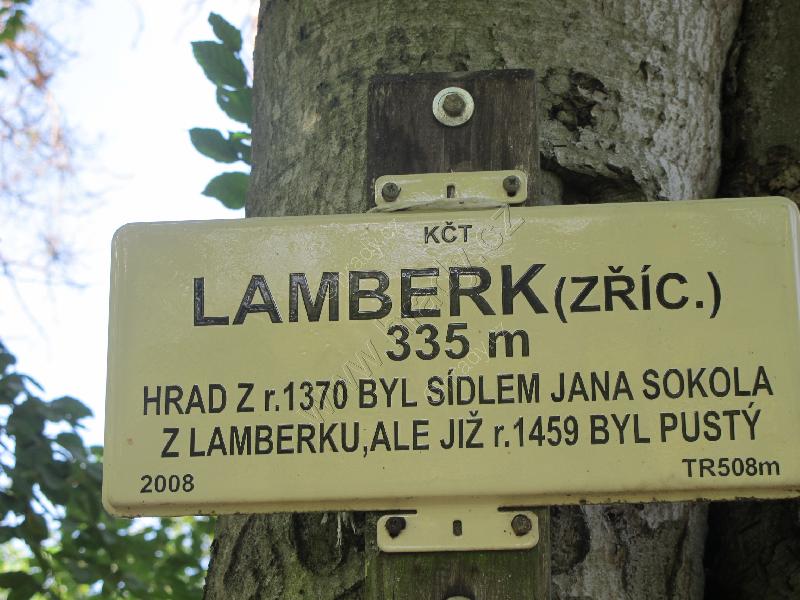 KČT
LAMBERK (ZŘÍC.)
335 m
HRAD Z r.1370 BYL SÍDLEM JANA SOKOLA
Z LAMBERKU,ALE JIŽ r.1459 BYL PUSTÝ
2008
TR508m